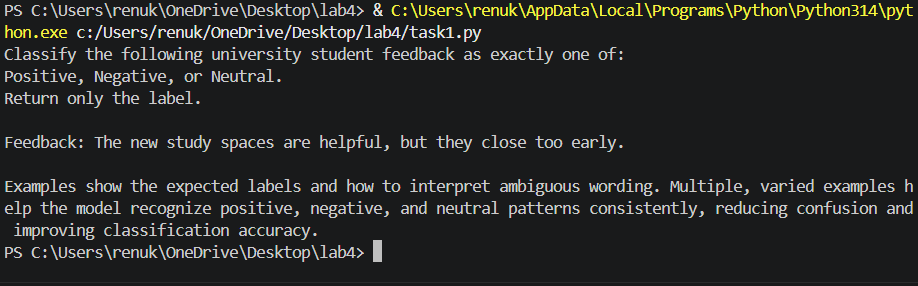 PS C:\Users\renuk\OneDrive\Desktop\lab4> & C:\Users\renuk\AppData\Local\Programs\Python\Python314\pyt
hon.exe c:/Users/renuk/OneDrive/Desktop/lab4/task1.py
Classify the following university student feedback as exactly one of:
Positive, Negative, or Neutral.
Return only the label.

Feedback: The new study spaces are helpful, but they close too early.

Examples show the expected labels and how to interpret ambiguous wording. Multiple, varied examples h
elp the model recognize positive, negative, and neutral patterns consistently, reducing confusion and
 improving classification accuracy.
PS C:\Users\renuk\OneDrive\Desktop\lab4>